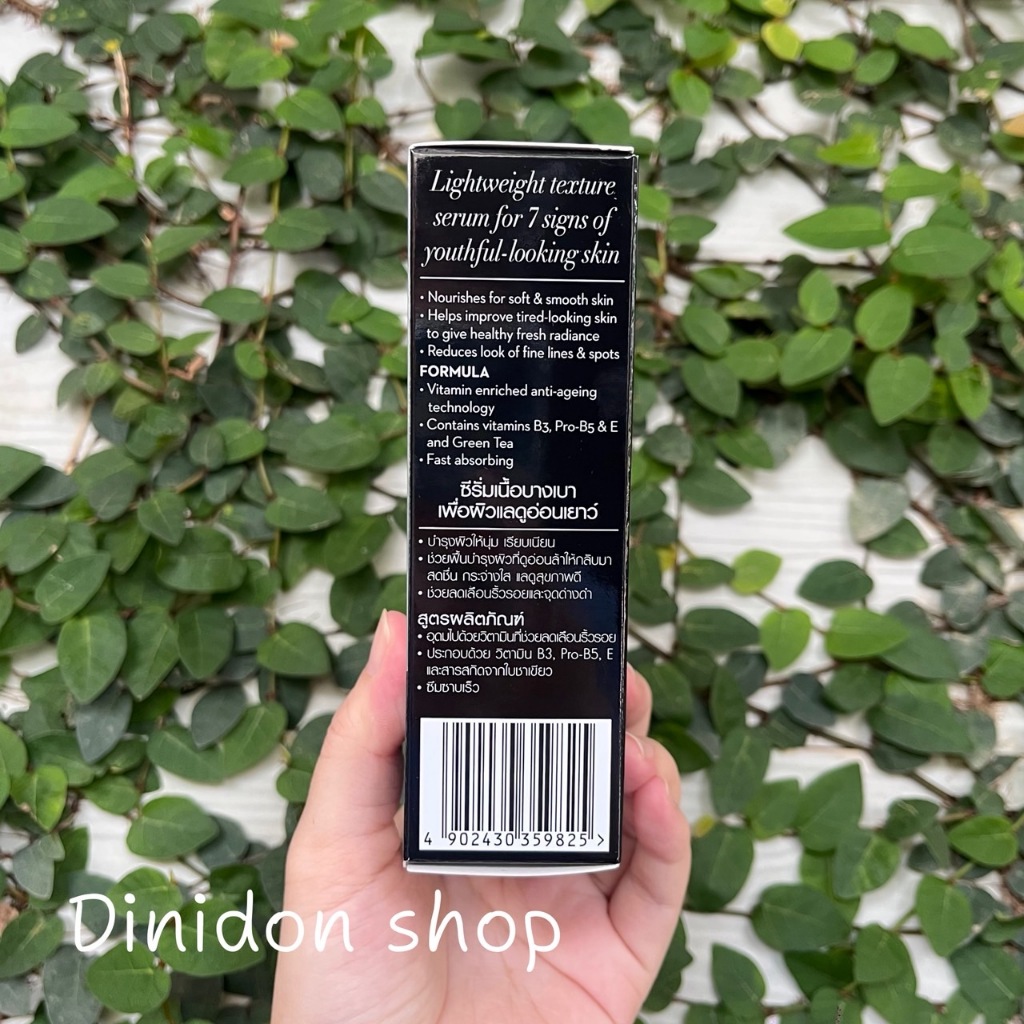 Lightweight texture
serum for 7 signs of
youthful-looking skin
• Nourishes for soft & smooth skin
• Helps improve tired-looking skin
to give healthy fresh radiance
• Reduces look of fine lines & spots
FORMULA
• Vitamin enriched anti-ageing
technology
• Contains vitamins B3, Pro-B5 & E
and Green Tea
• Fast absorbing
ซีรั่มเนื้อบางเบา
เพื่อผิวแลดูอ่อนเยาว์
• บำรุงผิวให้นุ่ม เรียบเนียน
• ช่วยฟื้นบำรุงผิวที่ดูอ่อนล้าให้กลับมา
สดชื่น กระจ่างใส แลดูสุขภาพดี
• ช่วยลดเลือนริ้วรอยและจุดด่างดำ
สูตรผลิตภัณฑ์
• อุดมไปด้วยวิตามินที่ช่วยลดเลือนริ้วรอย
• ประกอบด้วย วิตามิน B3, Pro-B5, E
และสารสกัดจากใบชาเขียว
• ซึมซาบเร็ว
4 902430 359825 >
Dinidon shop